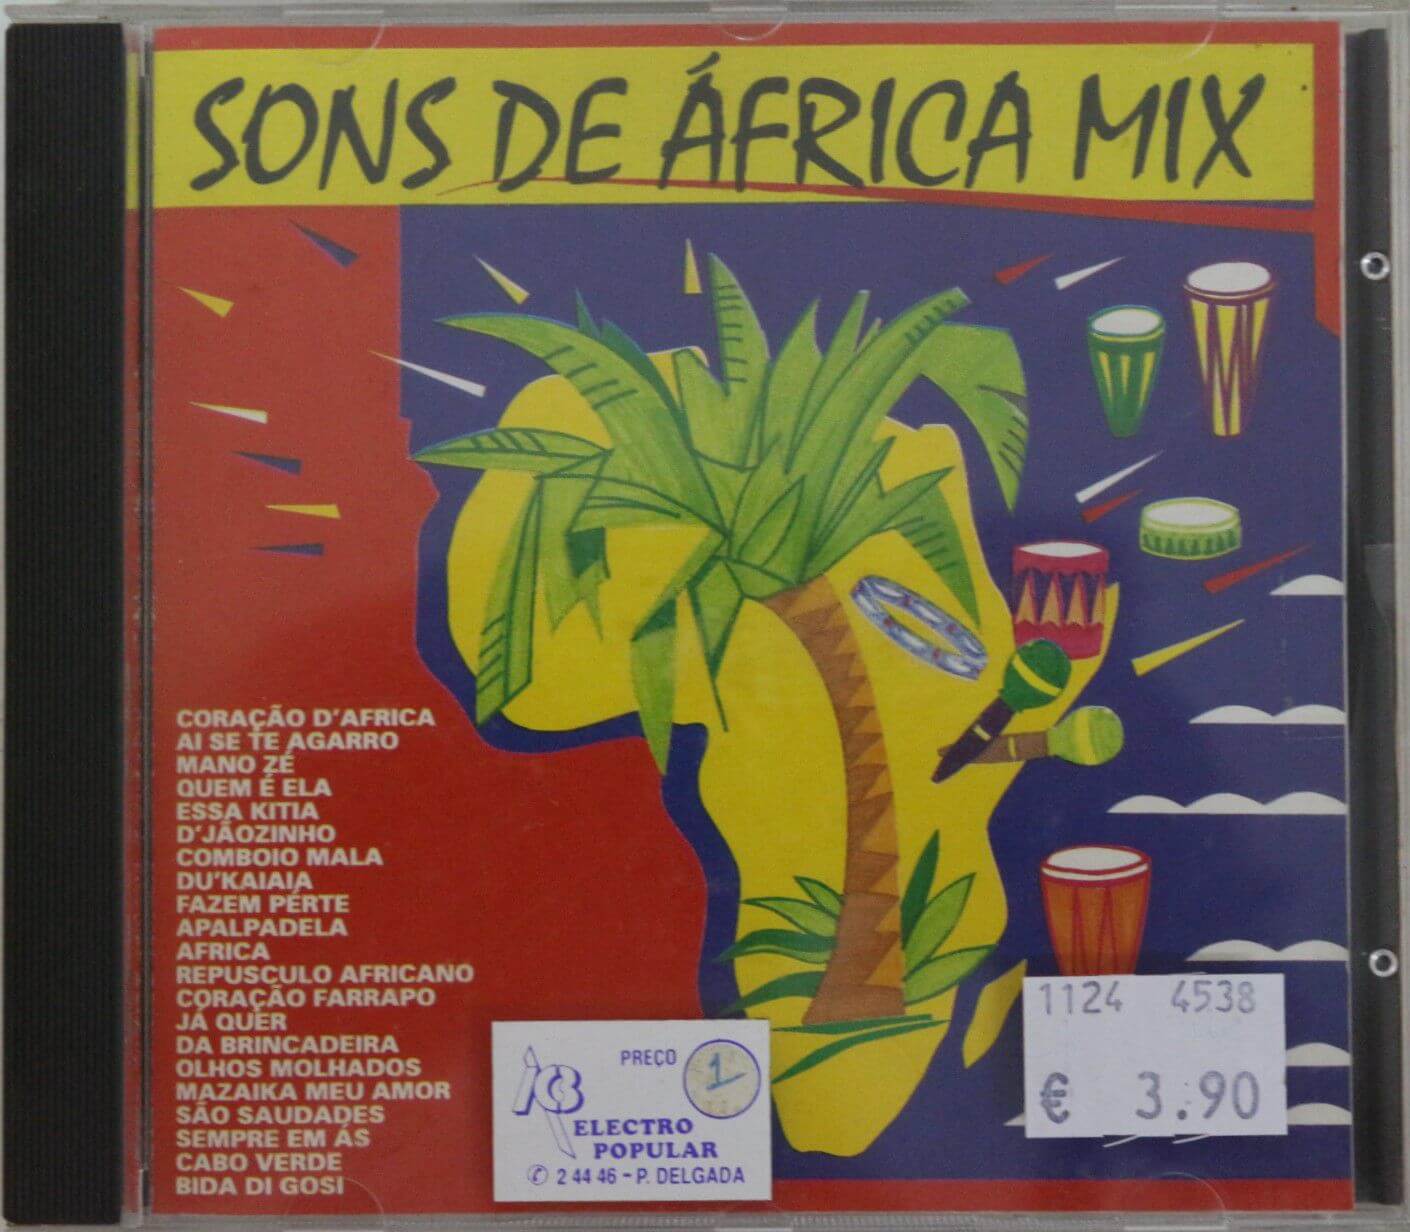 SONS DE ÁFRICA MIX
CORAÇÃO D'AFRICA
AI SE TE AGARRO
MANO ZÉ
QUEM É ELA
ESSA KITIA
D'JÃOZINHO
COMBOIO MALA
DU'KAIAIA
FAZEM PÉRTE
APALPADELA
AFRICA
REPUSCULO AFRICANO
CORAÇÃO FARRAPO
JÁ QUER
DA BRINCADEIRA
OLHOS MOLHADOS
MAZAIKA MEU AMOR
SÃO SAUDADES
SEMPRE EM ÁS
CABO VERDE
BIDA DI GOSI
PREÇO 1
ELECTRO
POPULAR
2 44 46 - P. DELGADA
1124 4538
€ 3.90